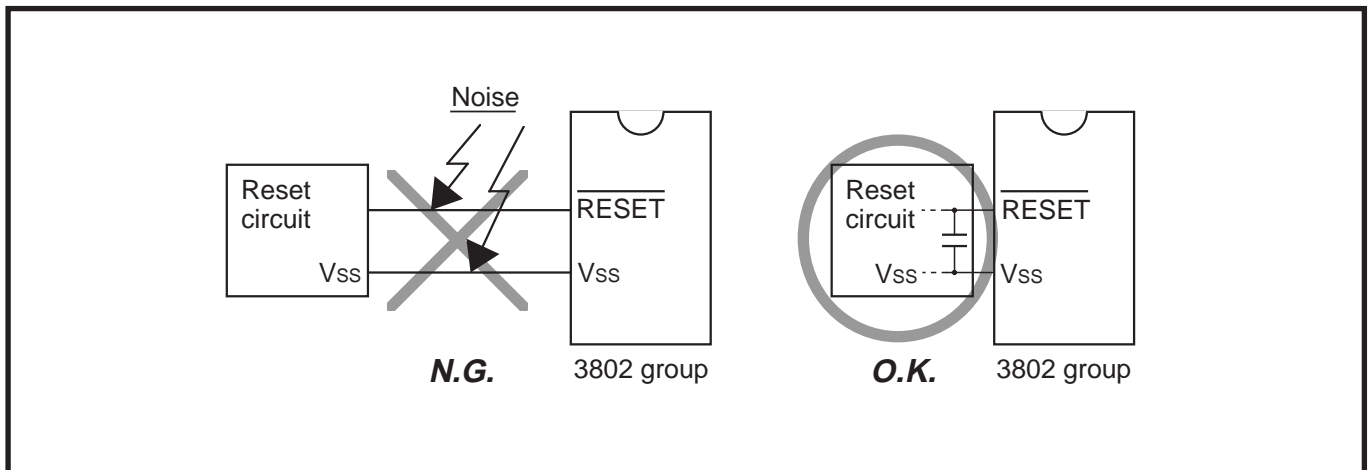 Noise
Reset
circuit
RESET
Vss
Vss
N.G.
3802 group
Reset
circuit
RESET
Vss
Vss
O.K.
3802 group